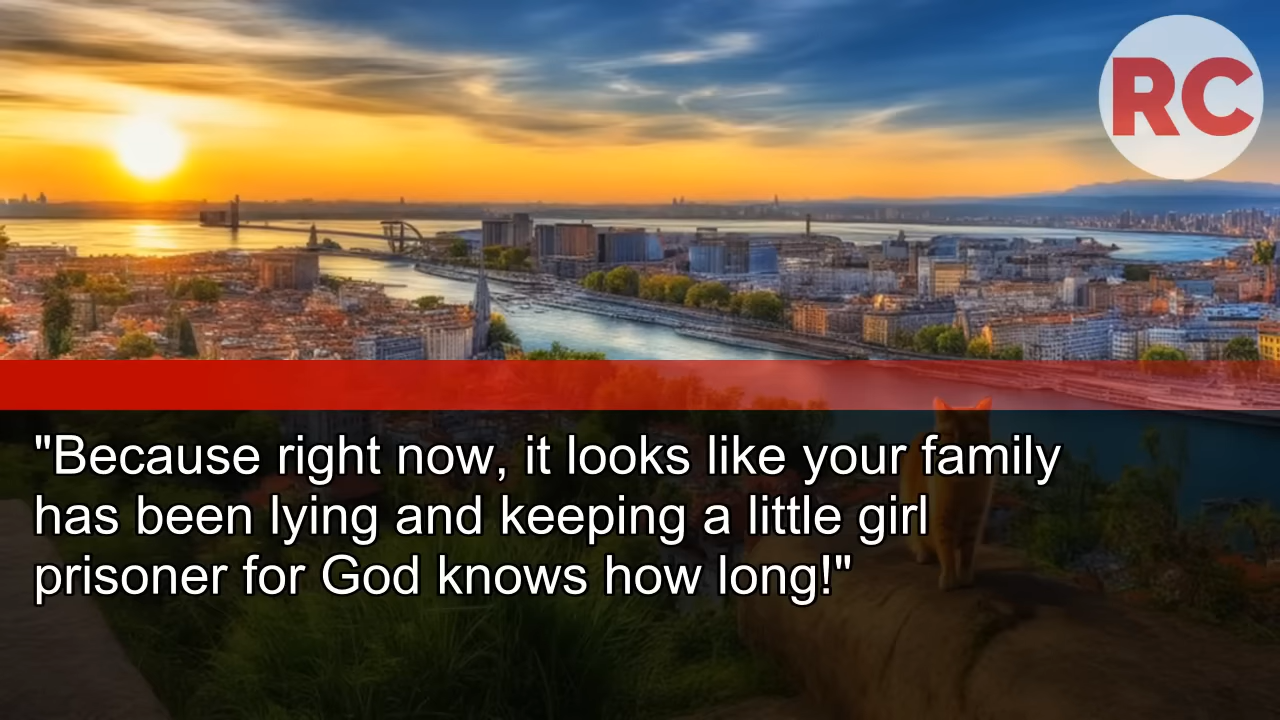 RC
"Because right now, it looks like your family
has been lying and keeping a little girl
prisoner for God knows how long!"